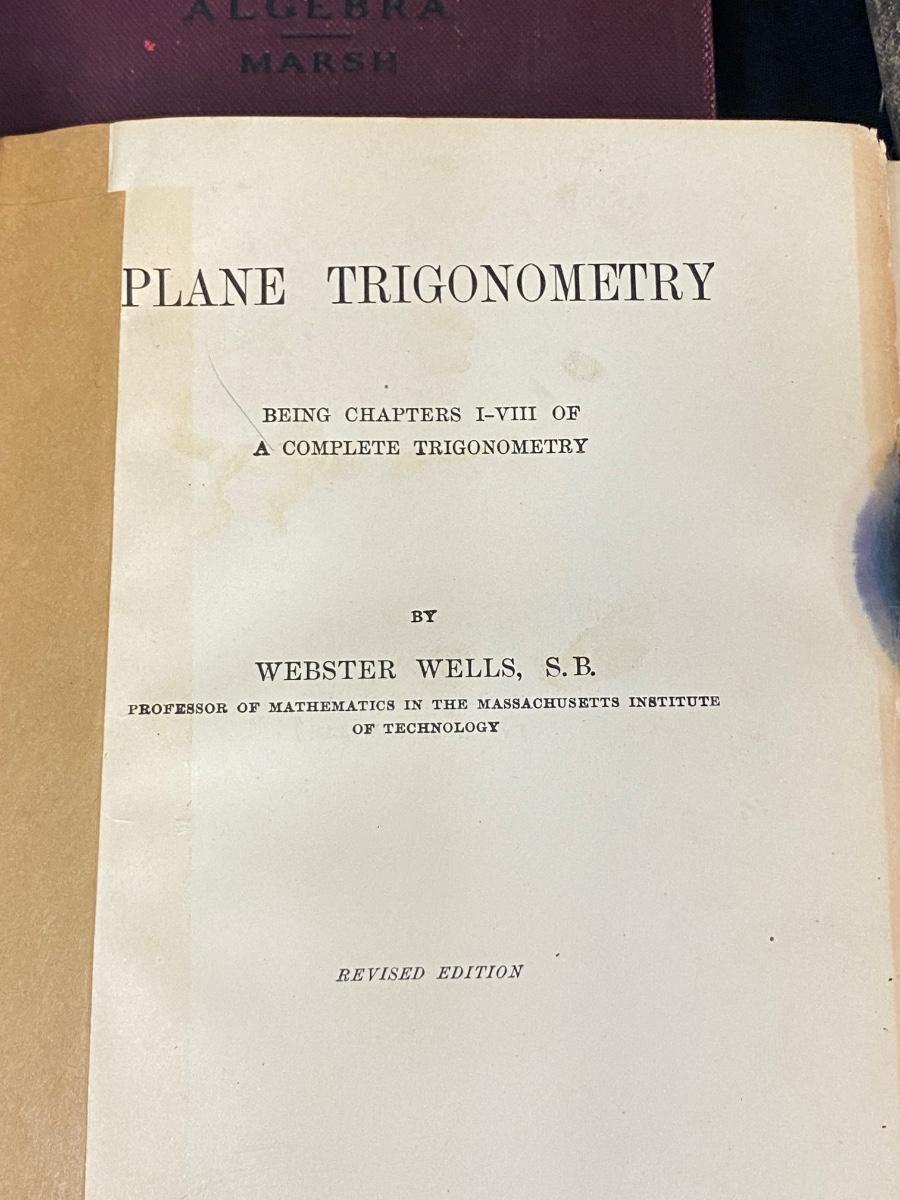 ALGEBRA
MARSH
PLANE TRIGONOMETRY
BEING CHAPTERS I–VIII OF
A COMPLETE TRIGONOMETRY
BY
WEBSTER WELLS, S.B.
PROFESSOR OF MATHEMATICS IN THE MASSACHUSETTS INSTITUTE
OF TECHNOLOGY
REVISED EDITION